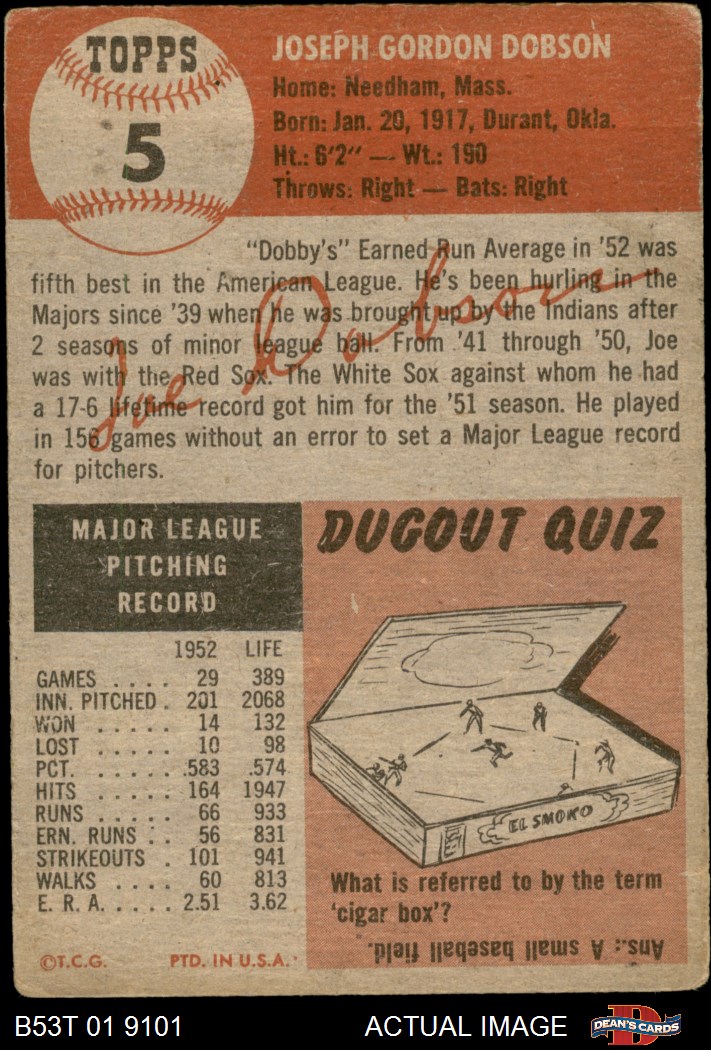 TOPPS
5
JOSEPH GORDON DOBSON
Home: Needham, Mass.
Born: Jan. 20, 1917, Durant, Okla.
Ht.: 6'2" — Wt.: 190
Throws: Right — Bats: Right
"Dobby's" Earned Run Average in '52 was
fifth best in the American League. He's been hurling in the
Majors since '39 when he was brought up by the Indians after
2 seasons of minor league ball. From '41 through '50, Joe
was with the Red Sox. The White Sox against whom he had
a 17-6 lifetime record got him for the '51 season. He played
in 156 games without an error to set a Major League record
for pitchers.
Joe Dobson
MAJOR LEAGUE
PITCHING
RECORD
1952 LIFE
GAMES . . . . 29 389
INN. PITCHED . 201 2068
WON . . . . . 14 132
LOST . . . . . 10 98
PCT. . . . . . .583 .574
HITS . . . . . 164 1947
RUNS . . . . . 66 933
ERN. RUNS . . 56 831
STRIKEOUTS . 101 941
WALKS . . . . 60 813
E. R. A. . . . . . 2.51 3.62
©T.C.G. PTD. IN U.S.A.
DUGOUT QUIZ
EL SMOKO
What is referred to by the term
'cigar box'?
Ans.: A small baseball field.
B53T 01 9101
ACTUAL IMAGE
D
DEAN'S CARDS